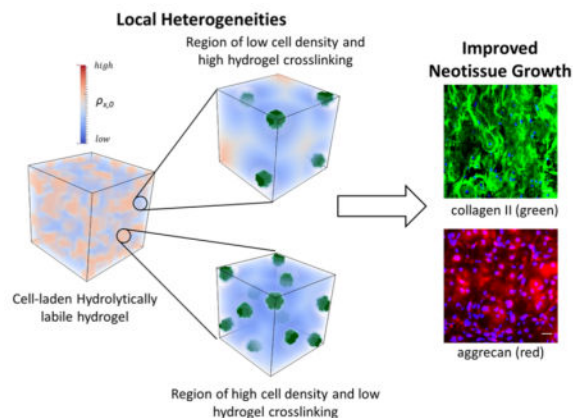 Local Heterogeneities
Region of low cell density and
high hydrogel crosslinking
high
ρs,0
low
Cell-laden Hydrolytically
labile hydrogel
Region of high cell density and low
hydrogel crosslinking
Improved
Neotissue Growth
collagen II (green)
aggrecan (red)